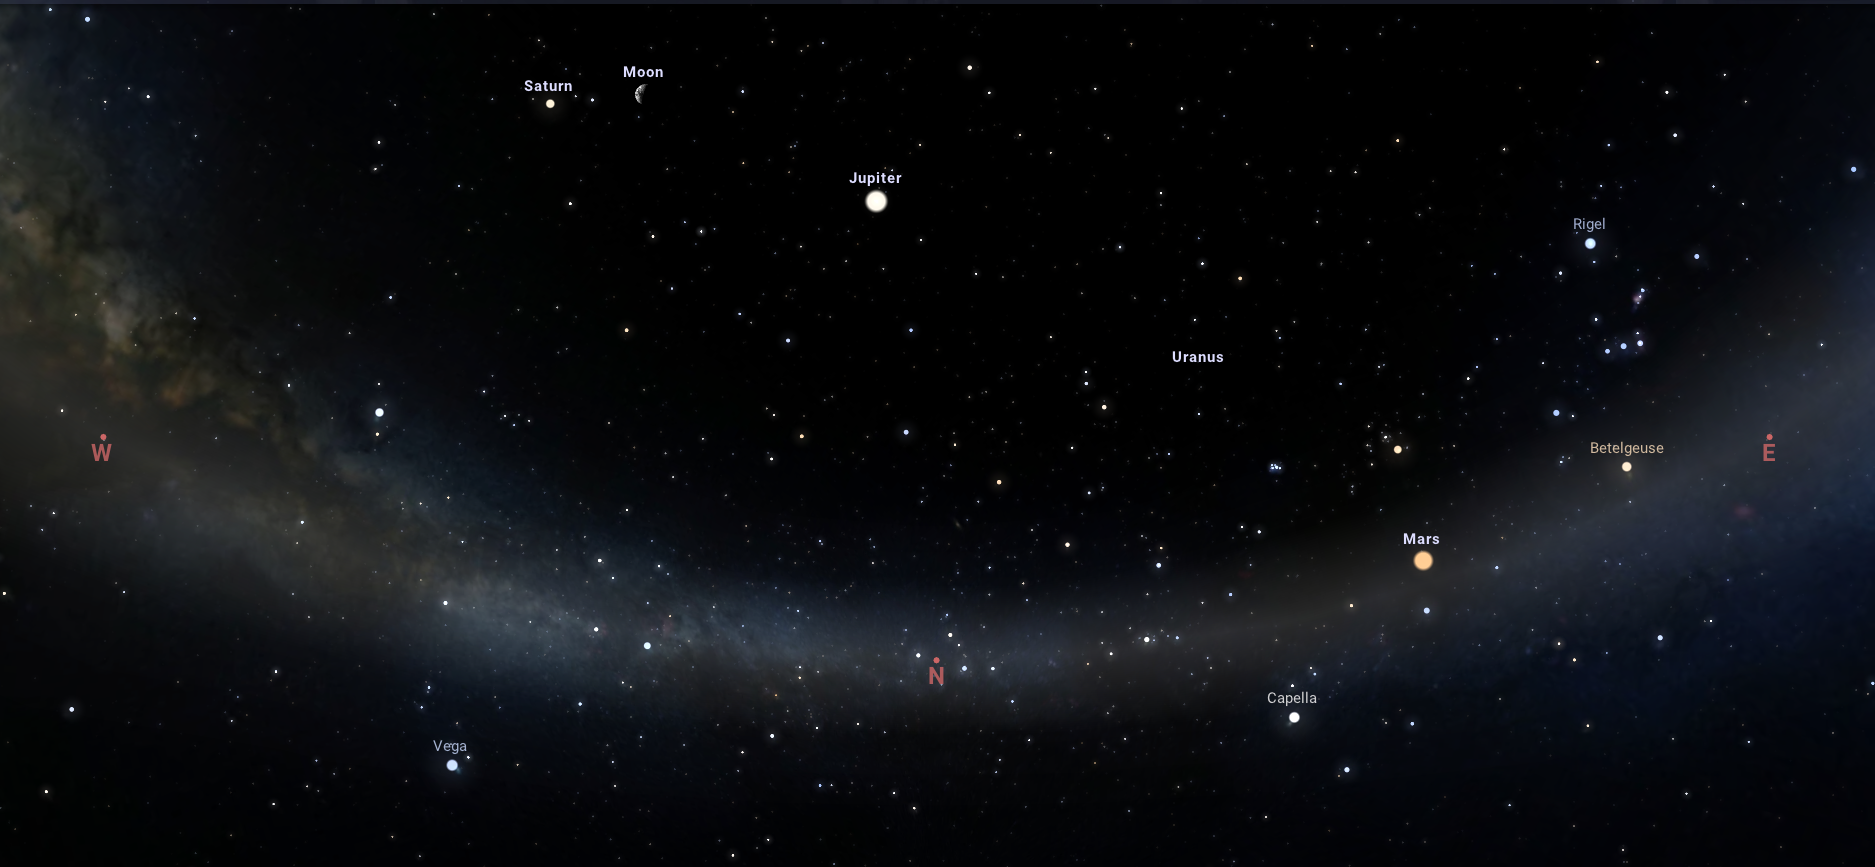 Moon
Saturn
Jupiter
Rigel
Uranus
W
Betelgeuse
E
Mars
N
Capella
Vega